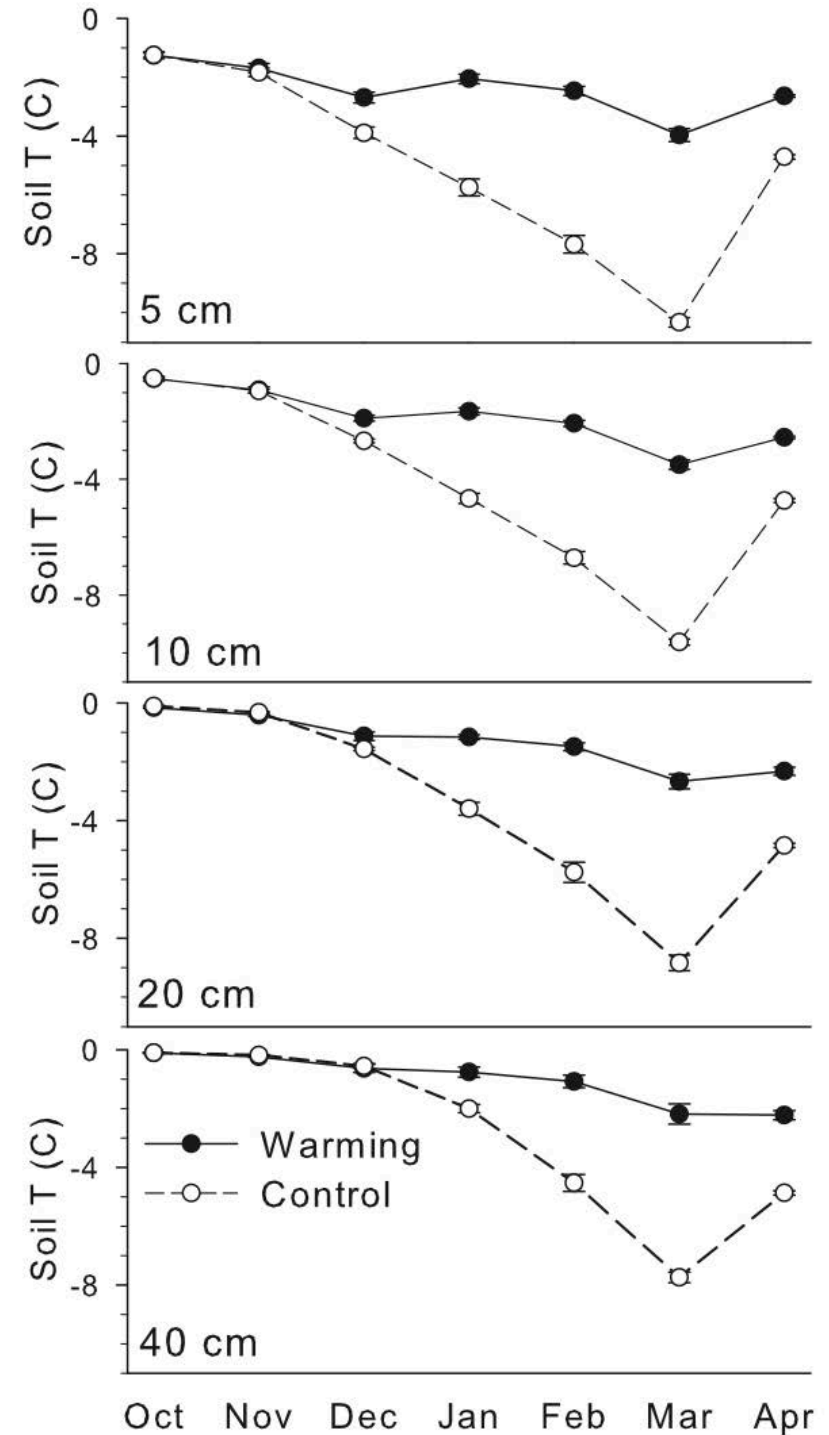 0
-4
-8
Soil T (C)
5 cm
0
-4
-8
Soil T (C)
10 cm
0
-4
-8
Soil T (C)
20 cm
0
-4
-8
Soil T (C)
Warming
Control
40 cm
Oct Nov Dec Jan Feb Mar Apr